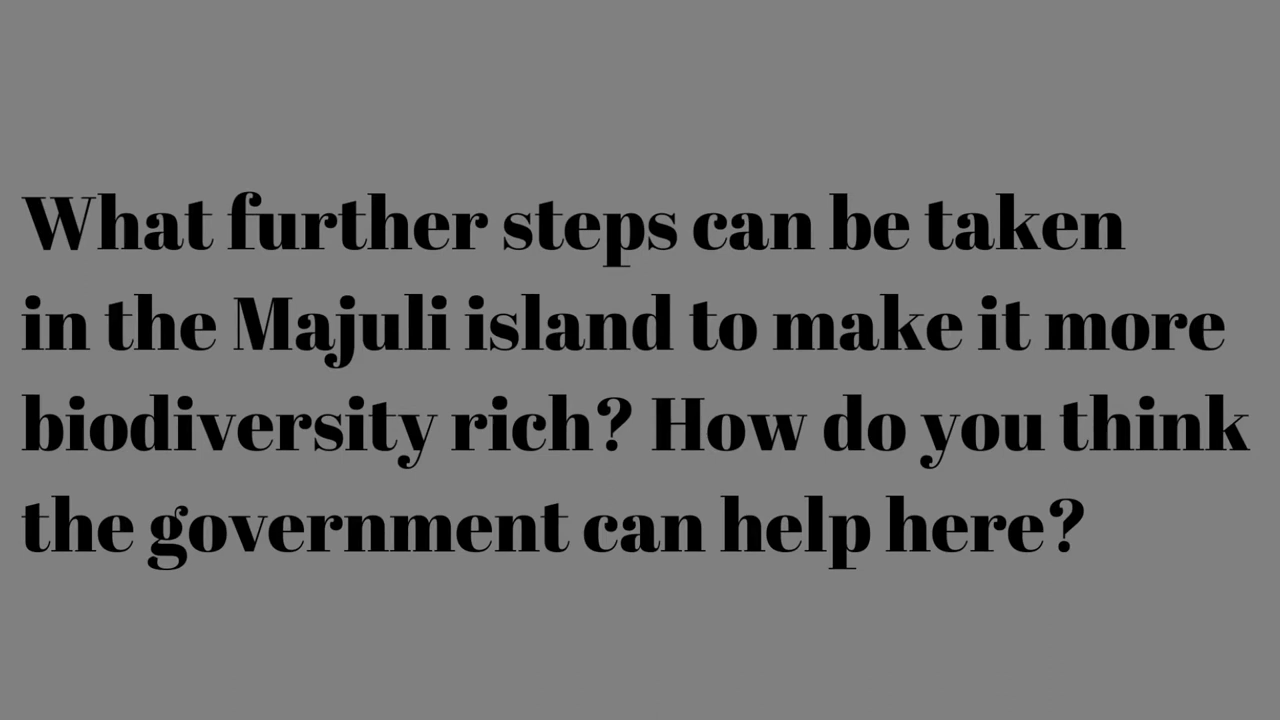 What further steps can be taken
in the Majuli island to make it more
biodiversity rich? How do you think
the government can help here?